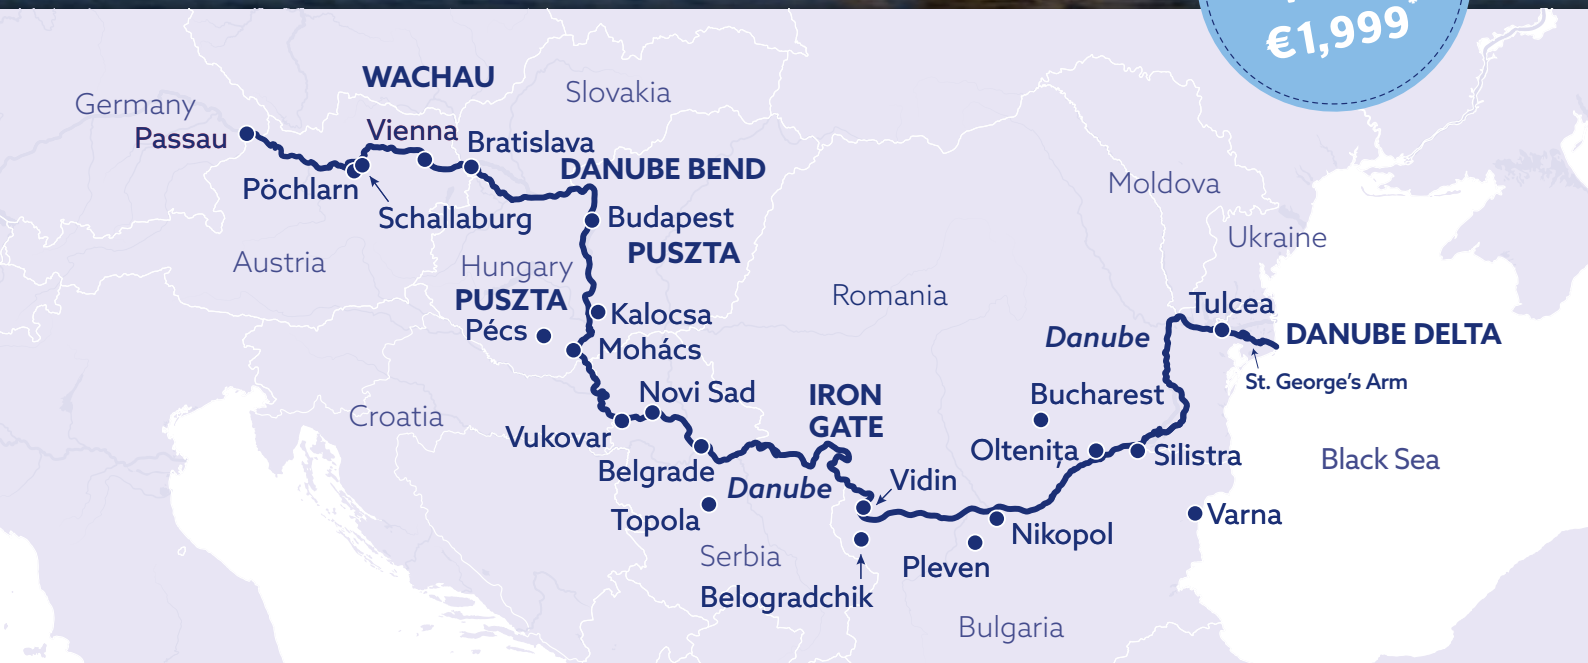 €1,999*
WACHAU
Slovakia
Germany
Passau
Vienna
Bratislava
DANUBE BEND
Pöchlarn
Schallaburg
Budapest
PUSZTA
Moldova
Ukraine
Austria
Hungary
PUSZTA
Pécs
Kalocsa
Mohács
Romania
Tulcea
Danube
DANUBE DELTA
St. George's Arm
Croatia
Novi Sad
IRON
GATE
Bucharest
Vukovar
Belgrade
Danube
Oltenița
Silistra
Black Sea
Vidin
Topola
Varna
Nikopol
Serbia
Pleven
Belogradchik
Bulgaria